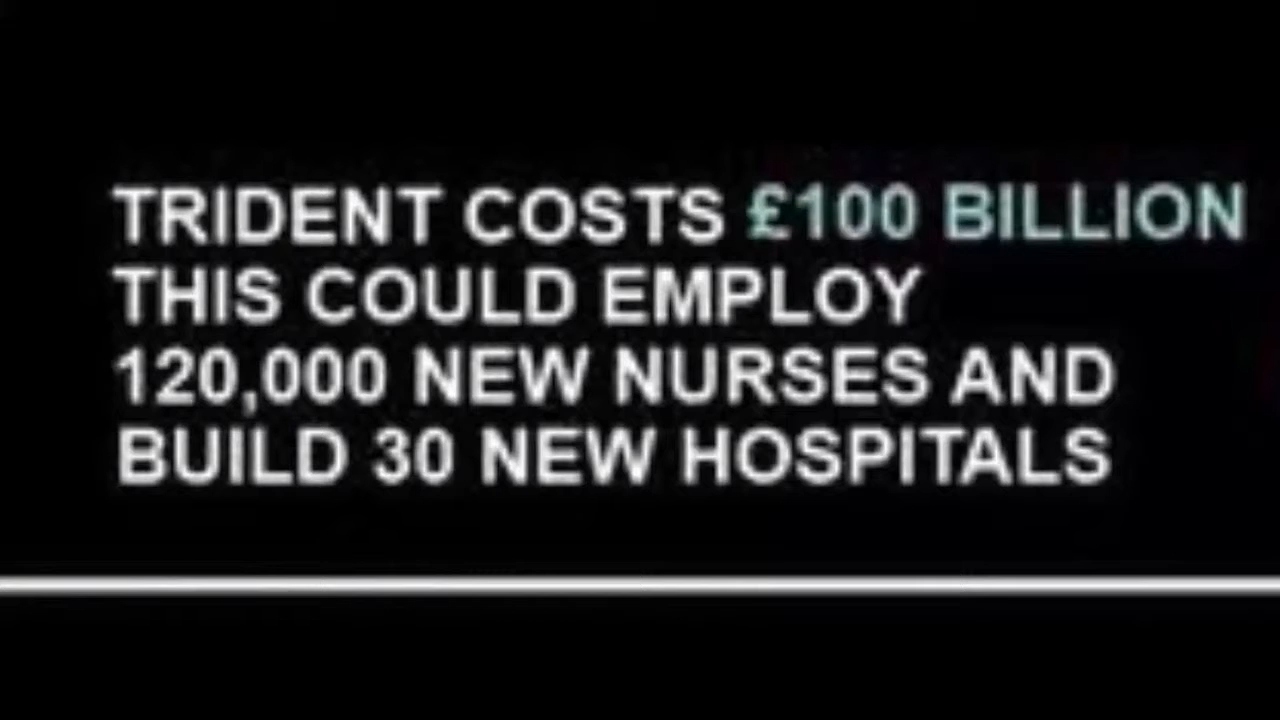 TRIDENT COSTS £100 BILLION
THIS COULD EMPLOY
120,000 NEW NURSES AND
BUILD 30 NEW HOSPITALS